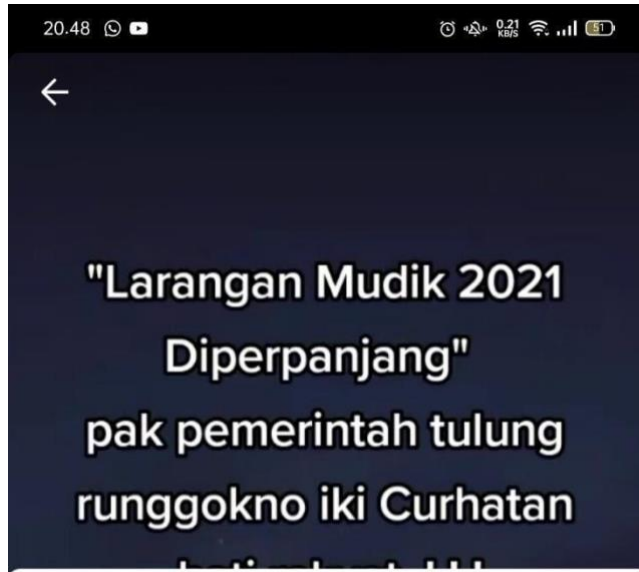 20.48
0.21
KB/S
51
"Larangan Mudik 2021
Diperpanjang"
pak pemerintah tulung
runggokno iki Curhatan